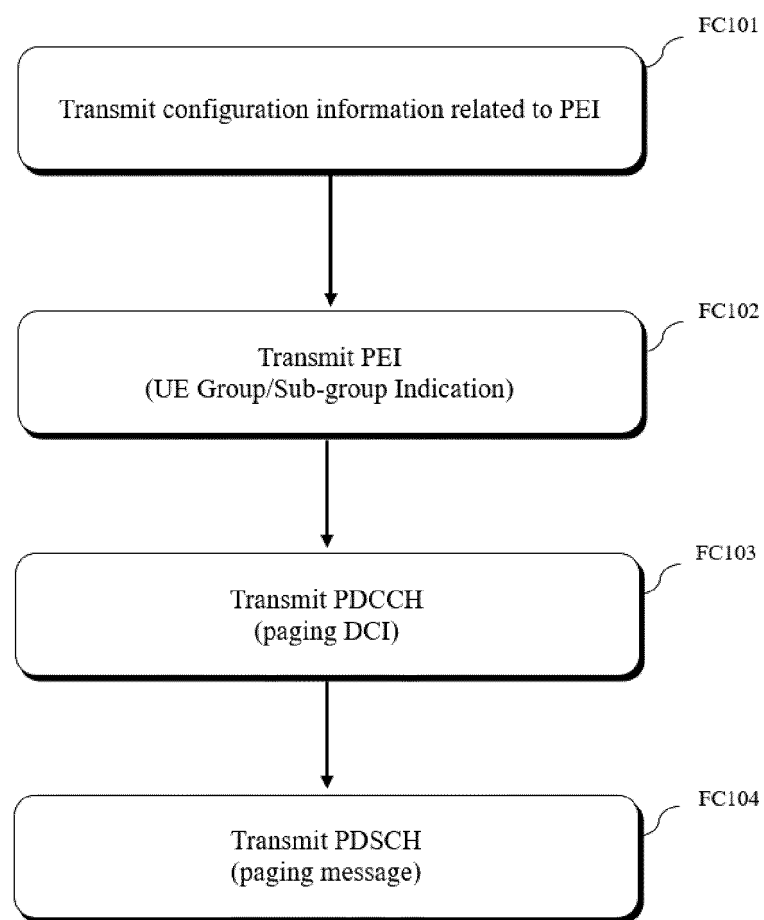 FC101
Transmit configuration information related to PEI
FC102
Transmit PEI
(UE Group/Sub-group Indication)
FC103
Transmit PDCCH
(paging DCI)
FC104
Transmit PDSCH
(paging message)